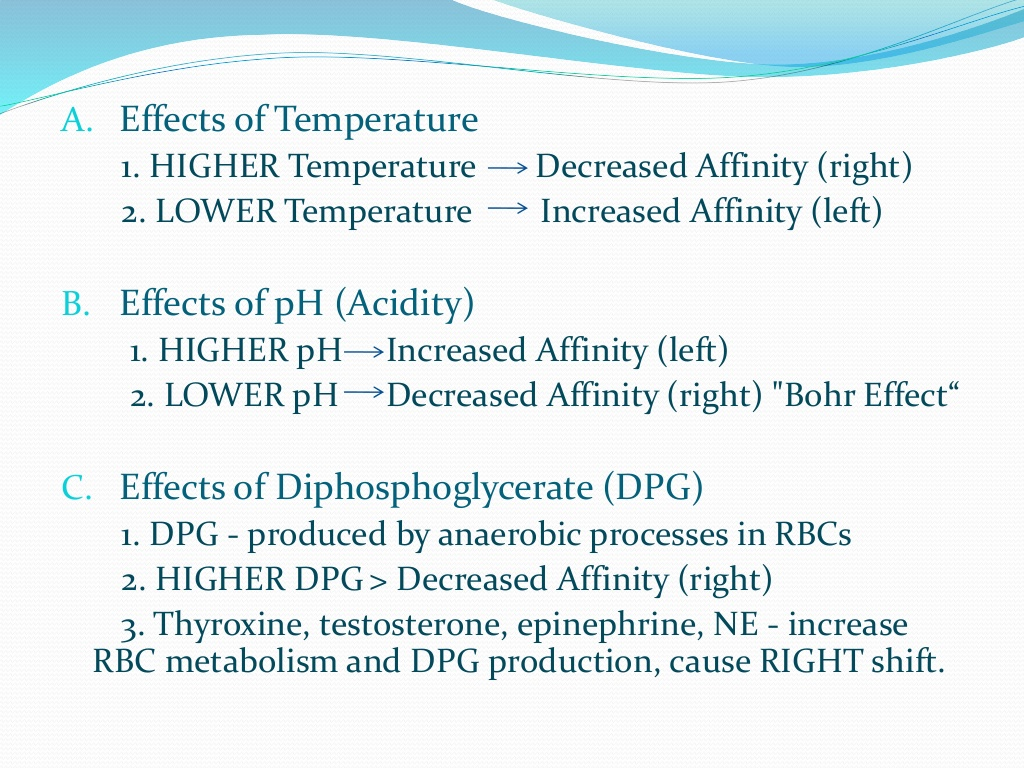 A. Effects of Temperature
1. HIGHER Temperature → Decreased Affinity (right)
2. LOWER Temperature → Increased Affinity (left)
B. Effects of pH (Acidity)
1. HIGHER pH → Increased Affinity (left)
2. LOWER pH → Decreased Affinity (right) "Bohr Effect“
C. Effects of Diphosphoglycerate (DPG)
1. DPG - produced by anaerobic processes in RBCs
2. HIGHER DPG > Decreased Affinity (right)
3. Thyroxine, testosterone, epinephrine, NE - increase
RBC metabolism and DPG production, cause RIGHT shift.